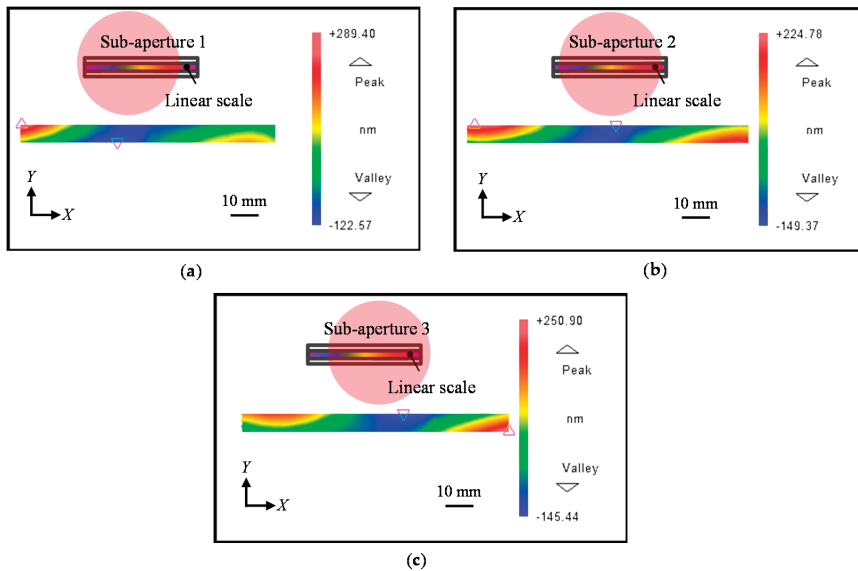 Sub-aperture 1
Linear scale
+289.40
Peak
nm
Valley
-122.57
Y
X
10 mm
(a)
Sub-aperture 2
Linear scale
+224.78
Peak
nm
Valley
-149.37
Y
X
10 mm
(b)
Sub-aperture 3
Linear scale
+250.90
Peak
nm
Valley
-145.44
Y
X
10 mm
(c)